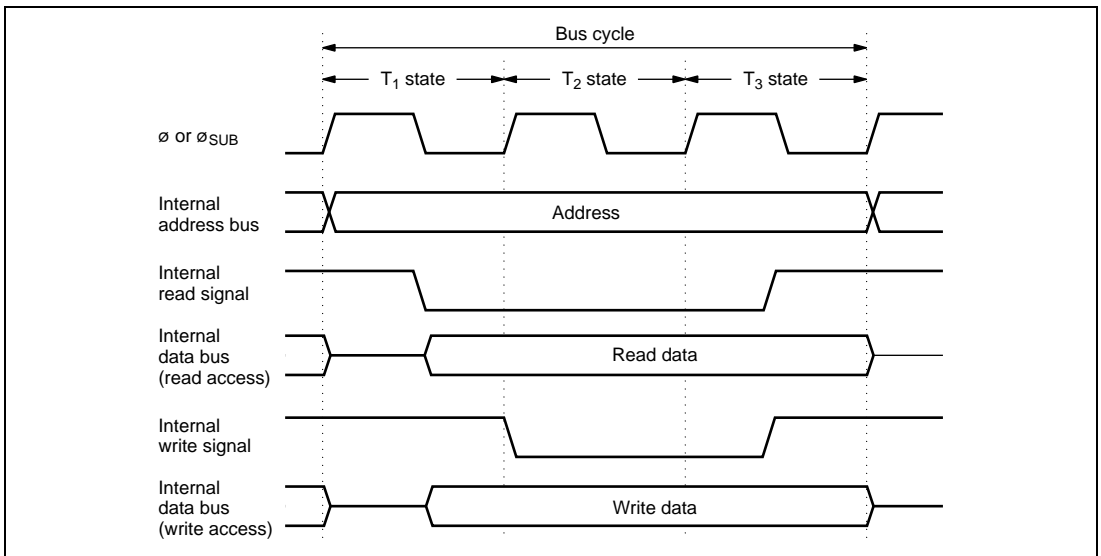 Bus cycle
T₁ state T₂ state T₃ state
ø or øSUB
Internal
address bus
Address
Internal
read signal
Internal
data bus
(read access)
Read data
Internal
write signal
Internal
data bus
(write access)
Write data